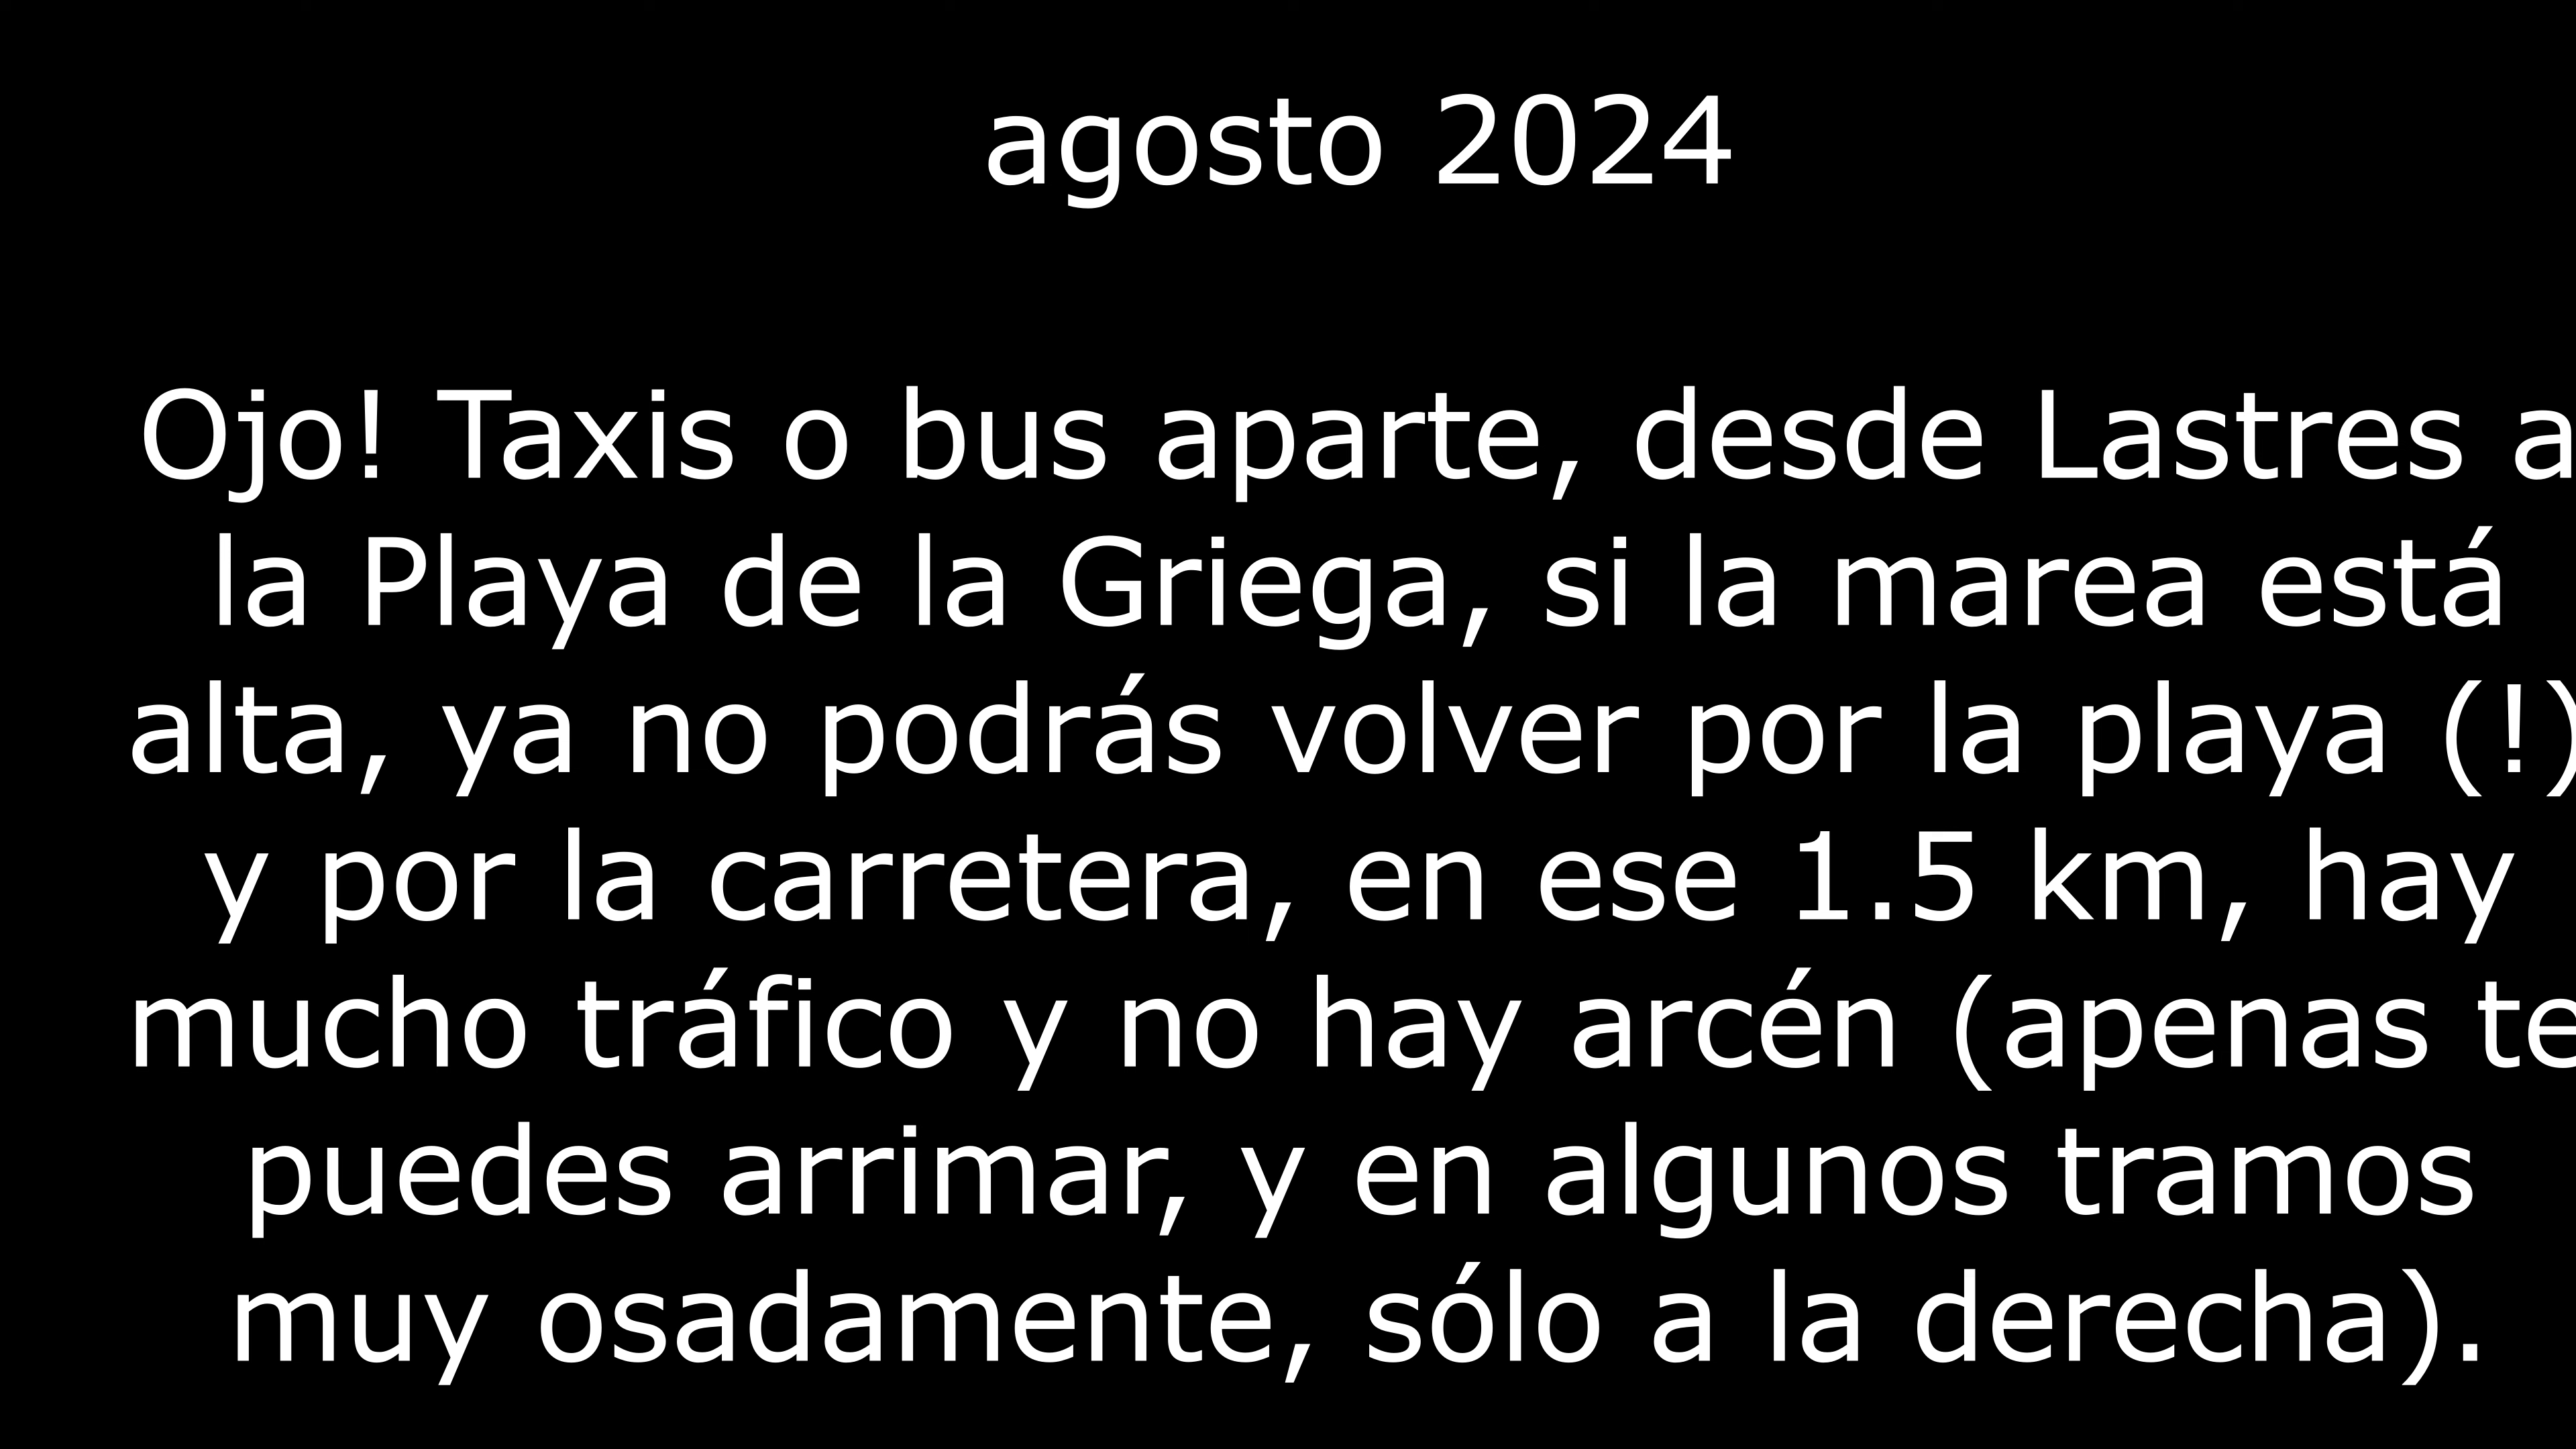 agosto 2024
Ojo! Taxis o bus aparte, desde Lastres a
la Playa de la Griega, si la marea está
alta, ya no podrás volver por la playa (!)
y por la carretera, en ese 1.5 km, hay
mucho tráfico y no hay arcén (apenas te
puedes arrimar, y en algunos tramos
muy osadamente, sólo a la derecha).